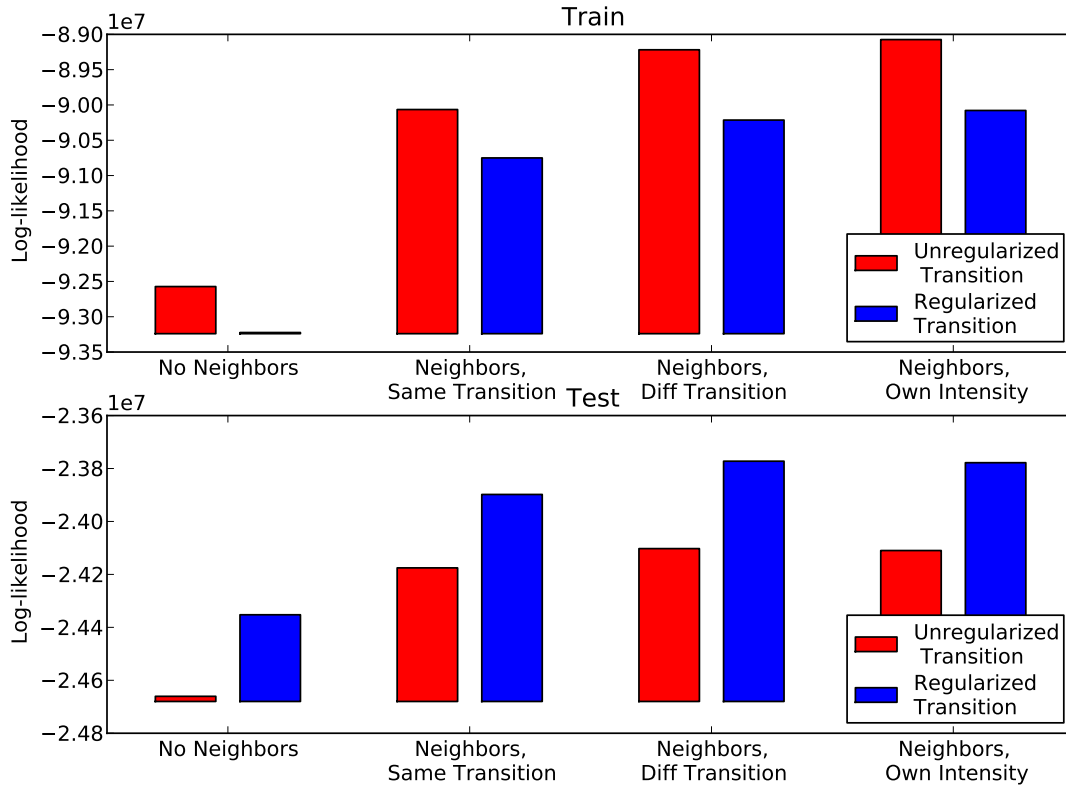 1e7
Train
Log-likelihood
−8.90
−8.95
−9.00
−9.05
−9.10
−9.15
−9.20
−9.25
−9.30
−9.35
Unregularized
Transition
Regularized
Transition
No Neighbors
Neighbors,
Same Transition
Neighbors,
Diff Transition
Neighbors,
Own Intensity
1e7
Test
Log-likelihood
−2.36
−2.38
−2.40
−2.42
−2.44
−2.46
−2.48
Unregularized
Transition
Regularized
Transition
No Neighbors
Neighbors,
Same Transition
Neighbors,
Diff Transition
Neighbors,
Own Intensity